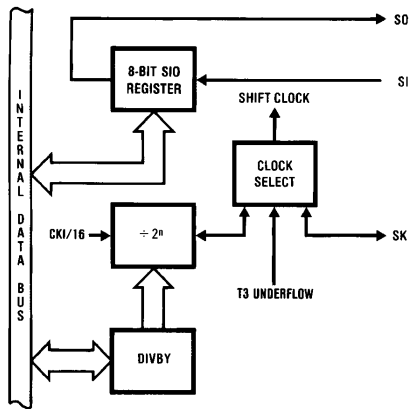 SO
8-BIT SIO
REGISTER
SI
SHIFT CLOCK
INTERNAL DATA BUS
CLOCK
SELECT
CKI/16
÷ 2ⁿ
SK
T3 UNDERFLOW
DIVBY